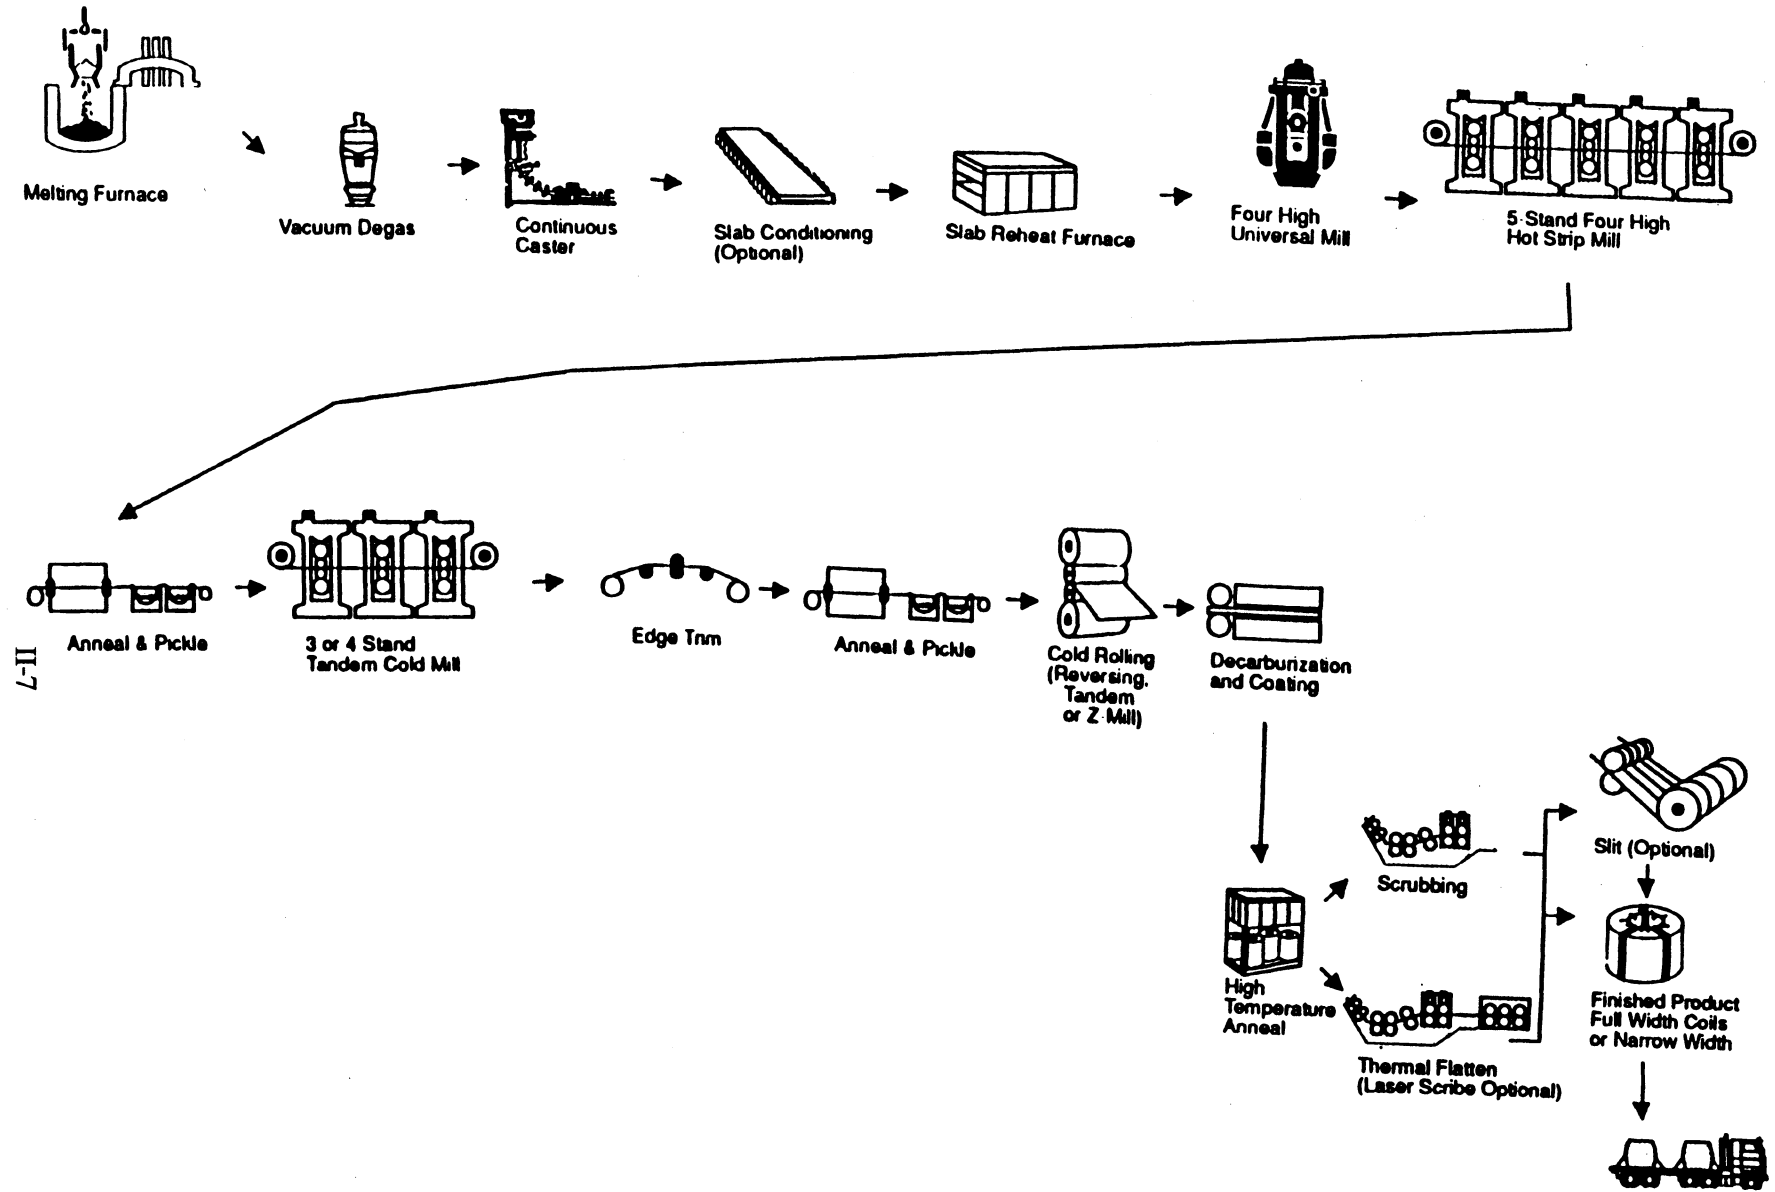 Melting Furnace
Vacuum Degas
Continuous
Caster
Slab Conditioning
(Optional)
Slab Reheat Furnace
Four High
Universal Mill
5-Stand Four High
Hot Strip Mill
Anneal & Pickle
3 or 4 Stand
Tandem Cold Mill
Edge Trim
Anneal & Pickle
Cold Rolling
(Reversing,
Tandem
or Z-Mill)
Decarburization
and Coating
High
Temperature
Anneal
Scrubbing
Thermal Flatten
(Laser Scribe Optional)
Slit (Optional)
Finished Product
Full Width Coils
or Narrow Width
II-7